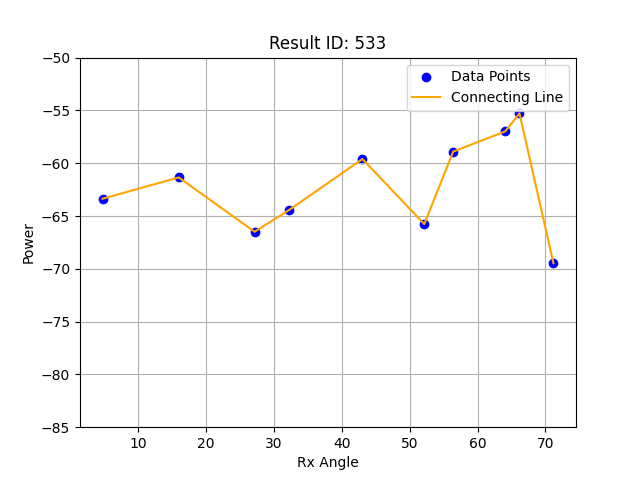 Result ID: 533
−50
−55
−60
−65
−70
−75
−80
−85
Power
Data Points
Connecting Line
10 20 30 40 50 60 70
Rx Angle